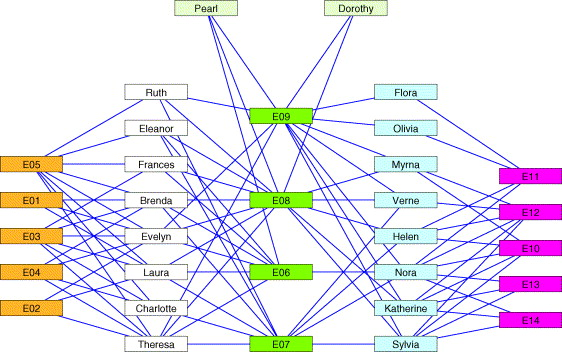 Pearl Dorothy
Ruth Flora
E09
Eleanor Olivia
E05 Frances Myrna
E11
E01 Brenda E08 Verne
E12
E03 Evelyn Helen
E10
E04 Laura E06 Nora
E13
E02 Charlotte Katherine
E14
Theresa E07 Sylvia